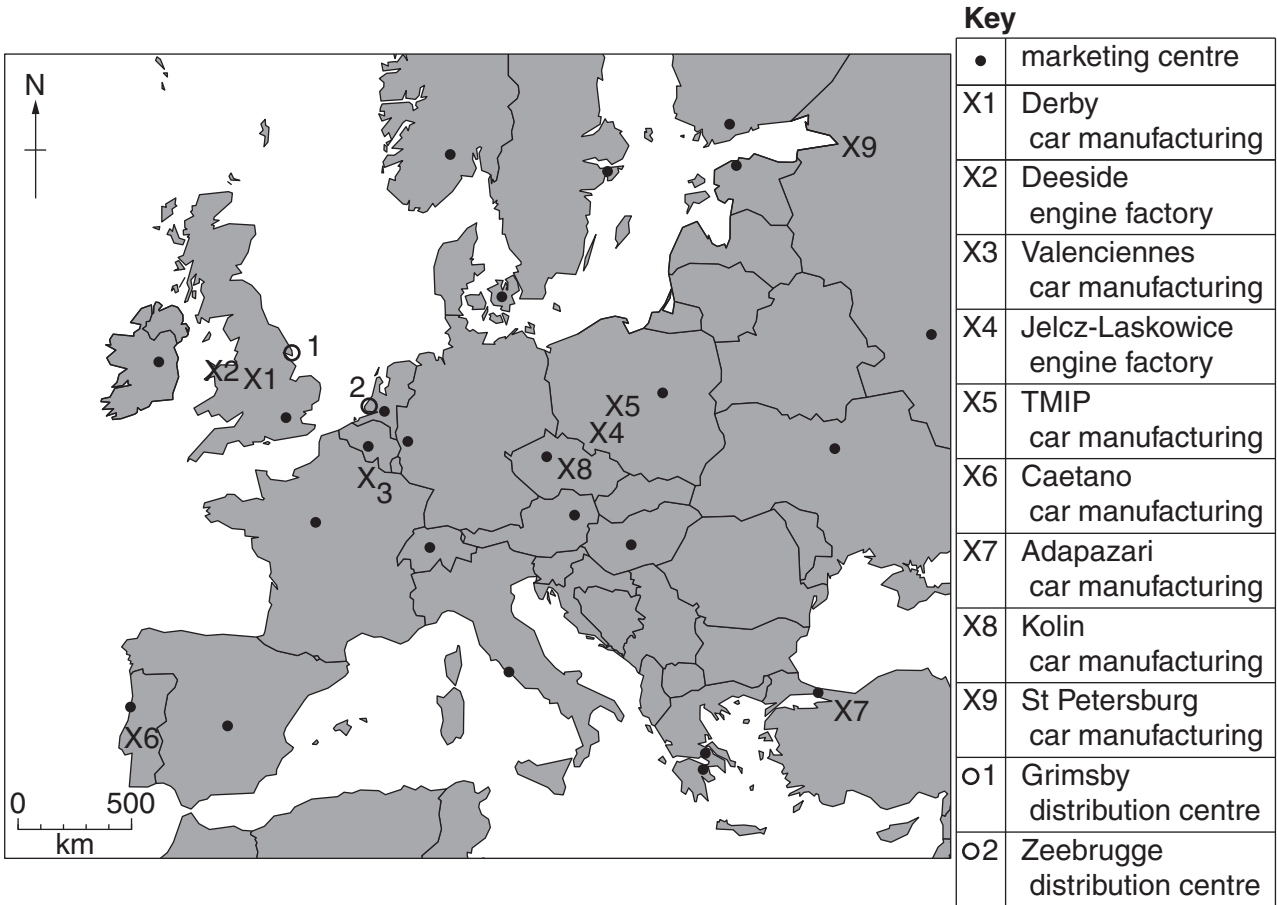 Key
marketing centre
X1 Derby
car manufacturing
X2 Deeside
engine factory
X3 Valenciennes
car manufacturing
X4 Jelcz-Laskowice
engine factory
X5 TMIP
car manufacturing
X6 Caetano
car manufacturing
X7 Adapazari
car manufacturing
X8 Kolin
car manufacturing
X9 St Petersburg
car manufacturing
1 Grimsby
distribution centre
2 Zeebrugge
distribution centre
N
X9
1
X2 X1
2
X5
X4
X8
X3
X7
X6
0 500
km